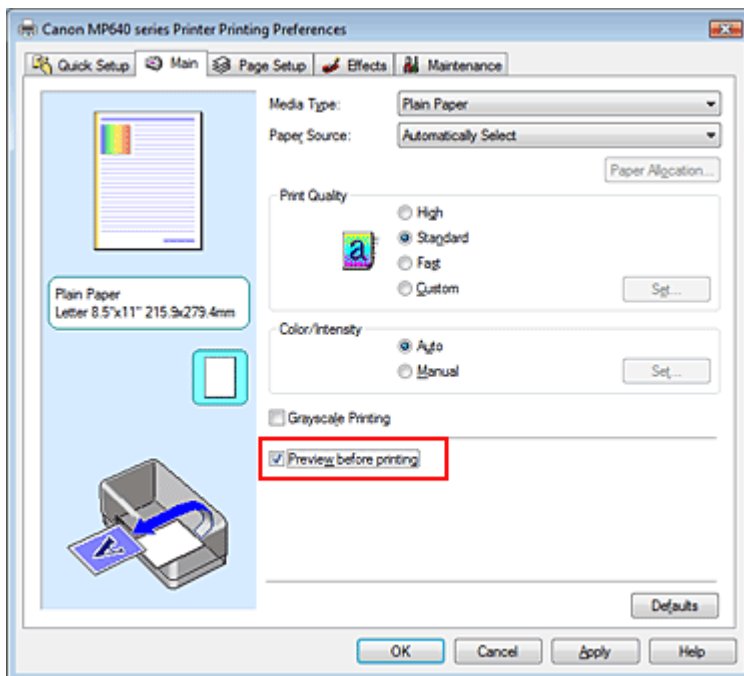 Canon MP640 series Printer Printing Preferences
Quick Setup Main Page Setup Effects Maintenance
Media Type: Plain Paper
Paper Source: Automatically Select
Paper Allocation...
Print Quality
High
Standard
Fast
Custom Set...
Color/Intensity
Auto
Manual Set...
Grayscale Printing
Preview before printing
Plain Paper
Letter 8.5"x11" 215.9x279.4mm
Defaults
OK Cancel Apply Help